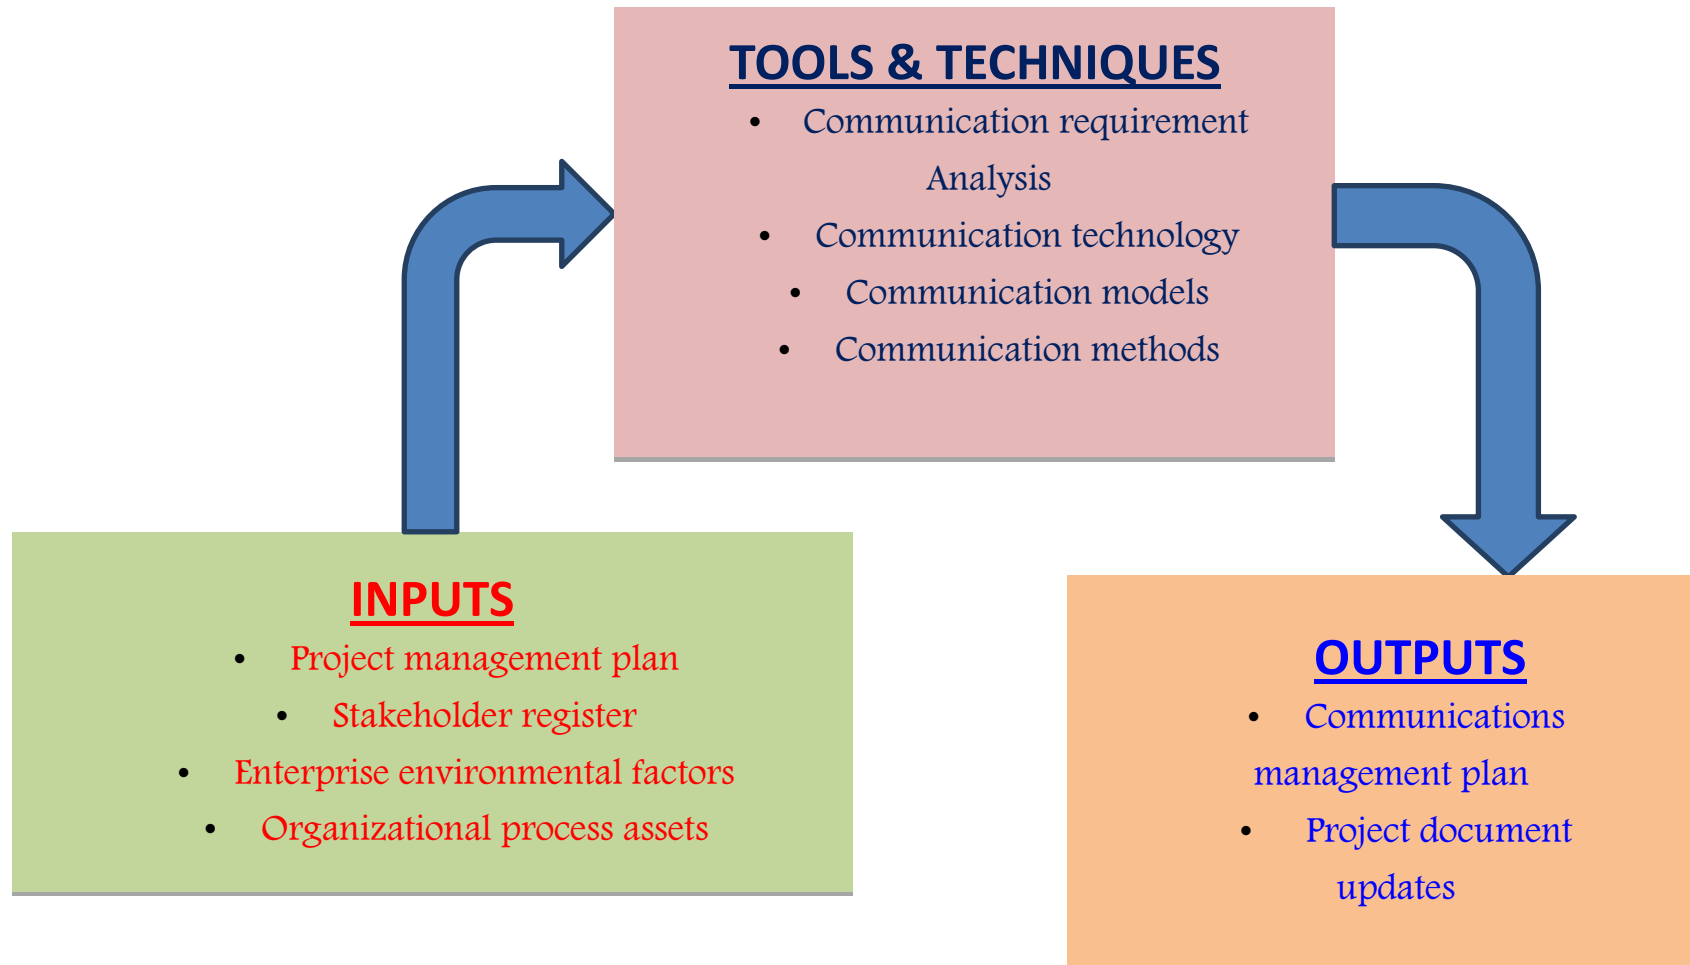 TOOLS & TECHNIQUES
• Communication requirement
Analysis
• Communication technology
• Communication models
• Communication methods
INPUTS
• Project management plan
• Stakeholder register
• Enterprise environmental factors
• Organizational process assets
OUTPUTS
• Communications
management plan
• Project document
updates